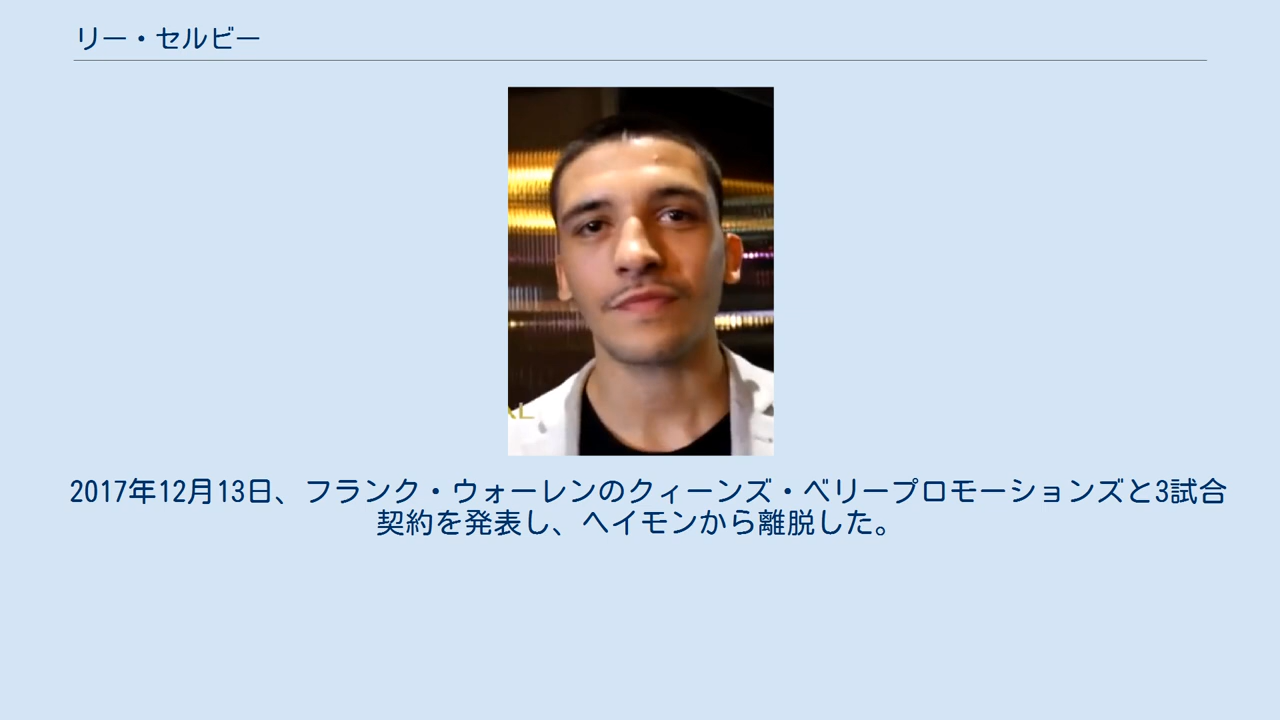 リー・セルビー
AL
2017年12月13日、フランク・ウォーレンのクィーンズ・ベリープロモーションズと3試合
契約を発表し、ヘイモンから離脱した。